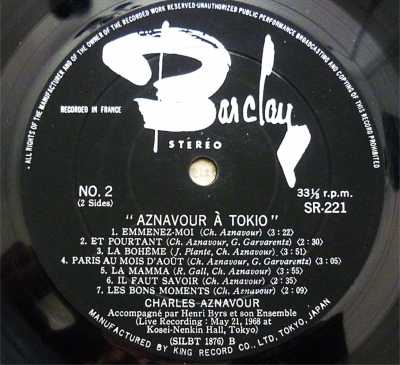 · ALL RIGHTS OF THE MANUFACTURER AND OF THE OWNER OF THE RECORDED WORK RESERVED-UNAUTHORIZED PUBLIC PERFORMANCE BROADCASTING AND COPYING OF THIS RECORD PROHIBITED ·
Barclay
RECORDED IN FRANCE
STÉRÉO
NO. 2
(2 Sides)
33⅓ r.p.m.
SR-221
"AZNAVOUR À TOKIO"
1. EMMENEZ-MOI (Ch. Aznavour) (3:22)
2. ET POURTANT (Ch. Aznavour, G. Garvarentz) (2:30)
3. LA BOHÈME (J. Plante, Ch. Aznavour) (3:51)
4. PARIS AU MOIS D'AOÛT (Ch. Aznavour, G. Garvarentz) (3:05)
5. LA MAMMA (R. Gall, Ch. Aznavour) (3:55)
6. IL FAUT SAVOIR (Ch. Aznavour) (2:35)
7. LES BONS MOMENTS (Ch. Aznavour) (2:09)
CHARLES AZNAVOUR
Accompagné par Henri Byrs et son Ensemble
(Live Recording: May 21, 1968 at
Kosei-Nenkin Hall, Tokyo)
(SILBT 1876) B
MANUFACTURED BY KING RECORD CO., LTD. TOKYO, JAPAN